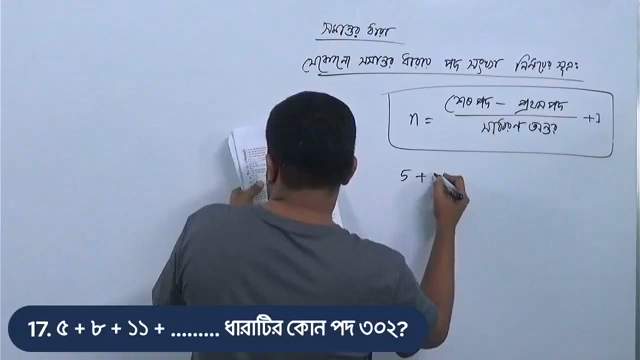 সমান্তর ধারা
যেকোনো সমান্তর ধারায় পদ সংখ্যা নির্ণয়ের সূত্র:
n = শেষ পদ - প্রথম পদ / সাধারণ অন্তর + 1
5 +
17. ৫ + ৮ + ১১ + ......... ধারাটির কোন পদ ৩০২?